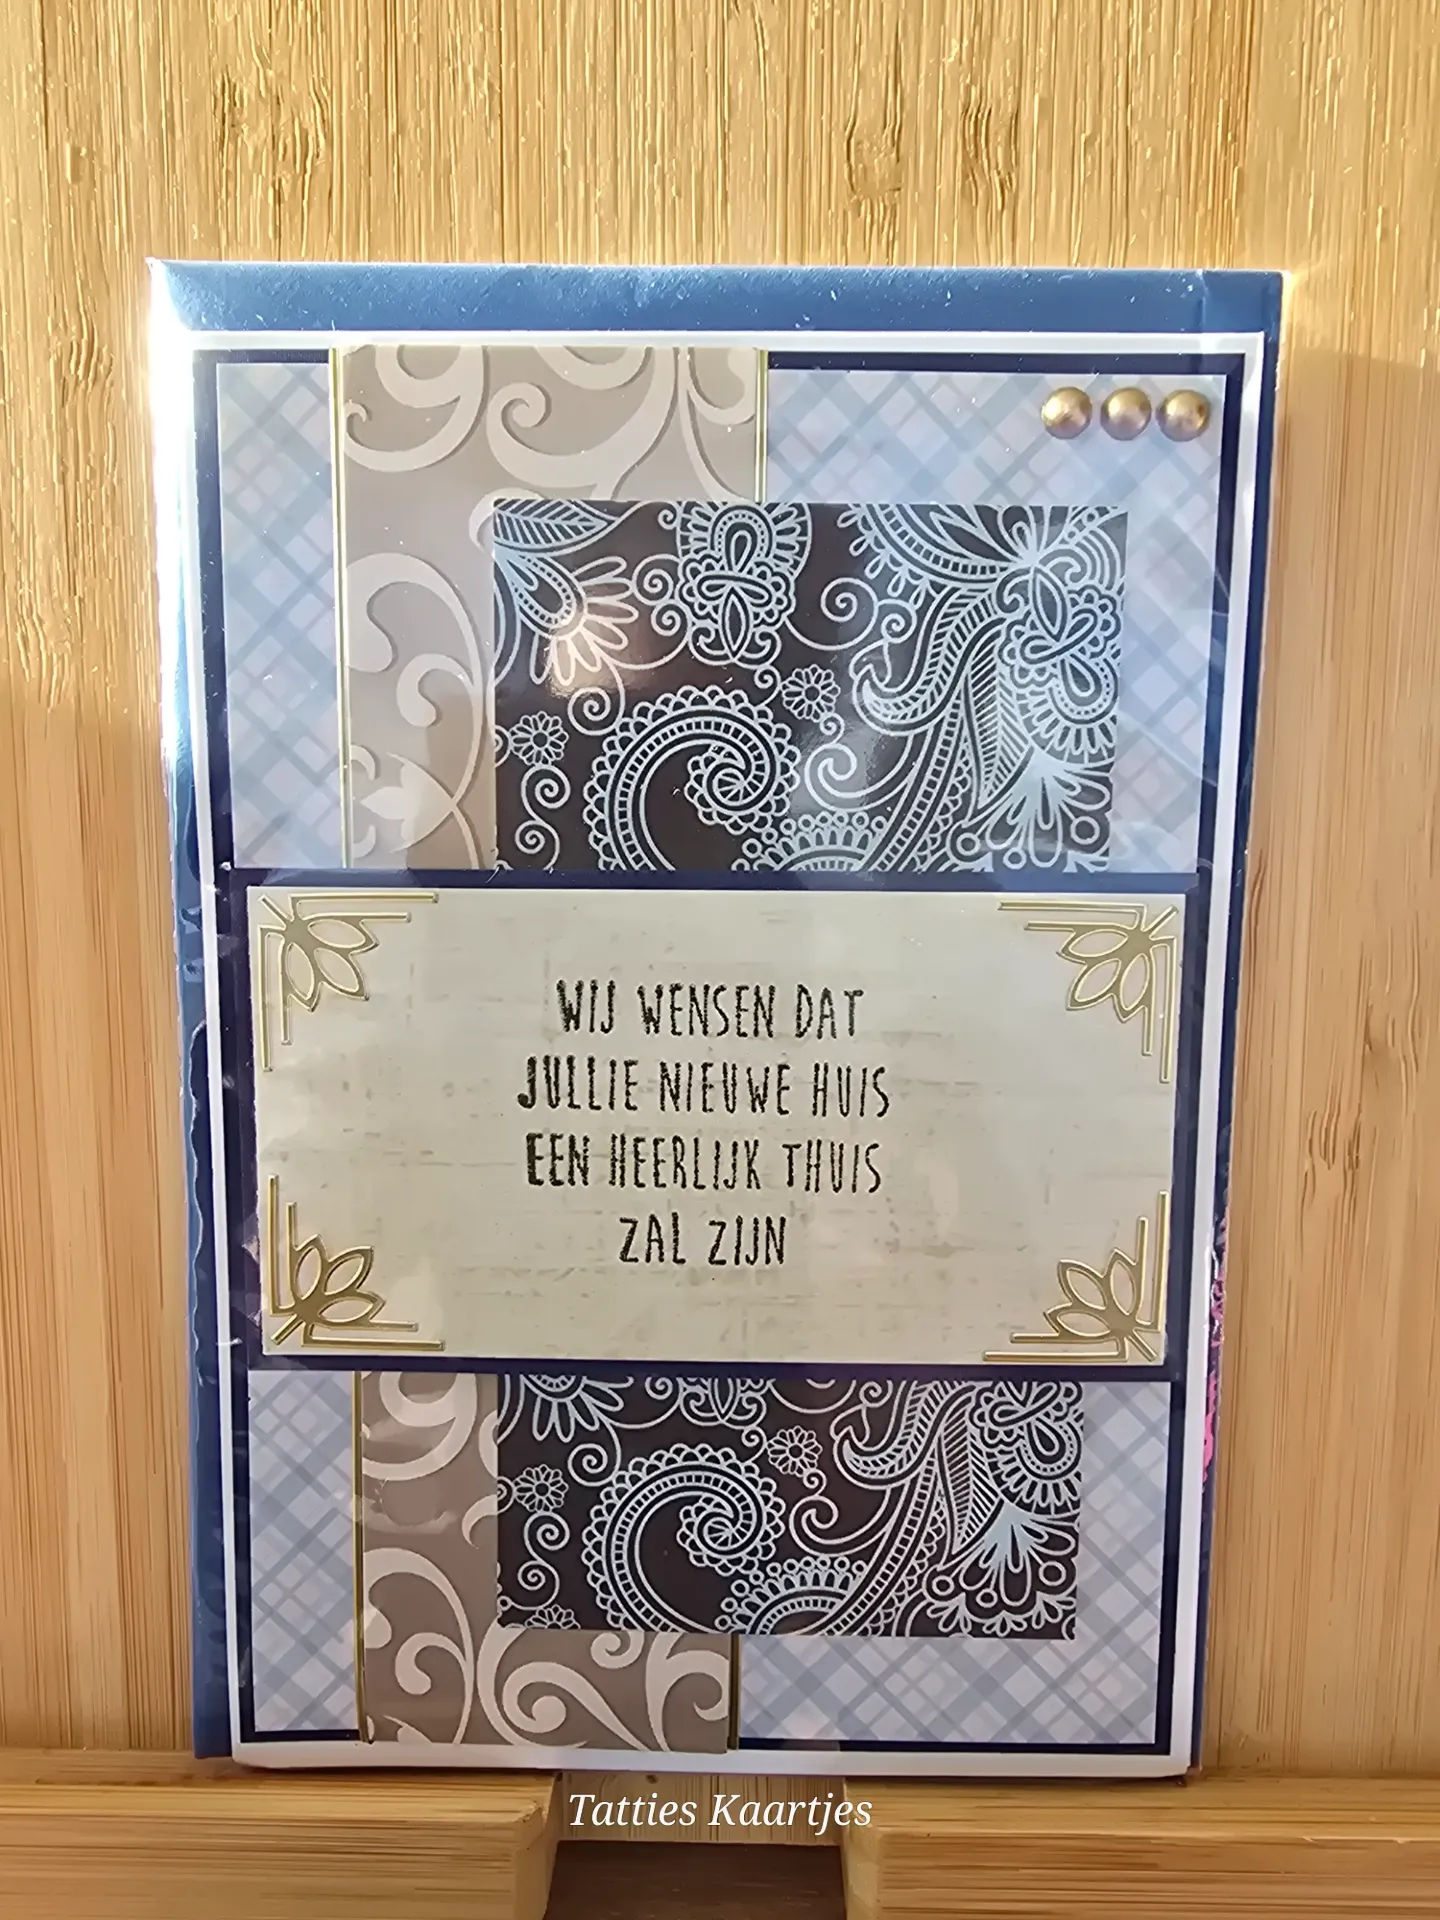 WIJ WENSEN DAT
JULLIE NIEUWE HUIS
EEN HEERLIJK THUIS
ZAL ZIJN
Tatties Kaartjes